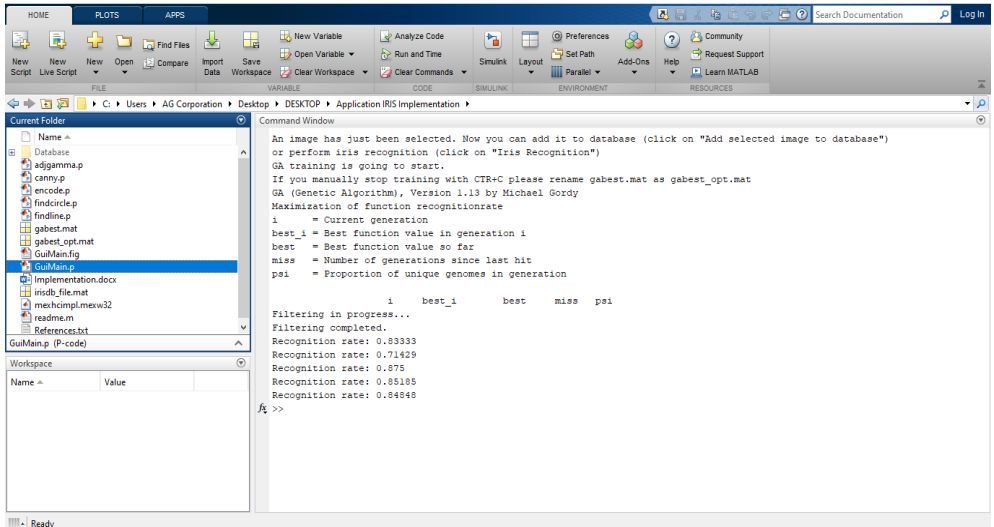 HOME PLOTS APPS Search Documentation Log In
New Script
New Live Script
New
Open
Find Files
Compare
Import Data
Save Workspace
New Variable
Open Variable
Clear Workspace
Analyze Code
Run and Time
Clear Commands
Simulink
Layout
Preferences
Set Path
Parallel
Add-Ons
Help
Community
Request Support
Learn MATLAB
FILE VARIABLE CODE SIMULINK ENVIRONMENT RESOURCES
C: Users AG Corporation Desktop DESKTOP Application IRIS Implementation
Current Folder
Name
Database
adjgamma.p
canny.p
encode.p
findcircle.p
findline.p
gabest.mat
gabest_opt.mat
GuiMain.fig
GuiMain.p
Implementation.docx
irisdb_file.mat
mexhcimpl.mexw32
readme.m
References.txt
GuiMain.p (P-code)
Workspace
Name Value
Command Window
An image has just been selected. Now you can add it to database (click on "Add selected image to database")
or perform iris recognition (click on "Iris Recognition")
GA training is going to start.
If you manually stop training with CTR+C please rename gabest.mat as gabest_opt.mat
GA (Genetic Algorithm), Version 1.13 by Michael Gordy
Maximization of function recognitionrate
i = Current generation
best_i = Best function value in generation i
best = Best function value so far
miss = Number of generations since last hit
psi = Proportion of unique genomes in generation
i best_i best miss psi
Filtering in progress...
Filtering completed.
Recognition rate: 0.83333
Recognition rate: 0.71429
Recognition rate: 0.875
Recognition rate: 0.85185
Recognition rate: 0.84848
fx >>
Ready